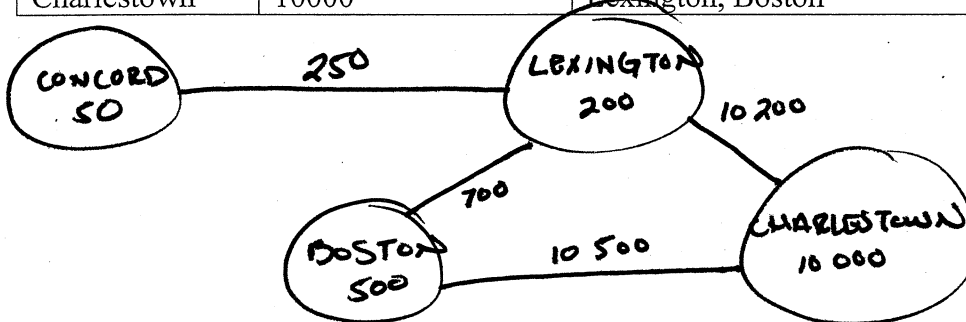 Charlestown 10000 Lexington, Boston
CONCORD
50
250
LEXINGTON
200
10 200
700
BOSTON
500
10 500
CHARLESTOWN
10 000